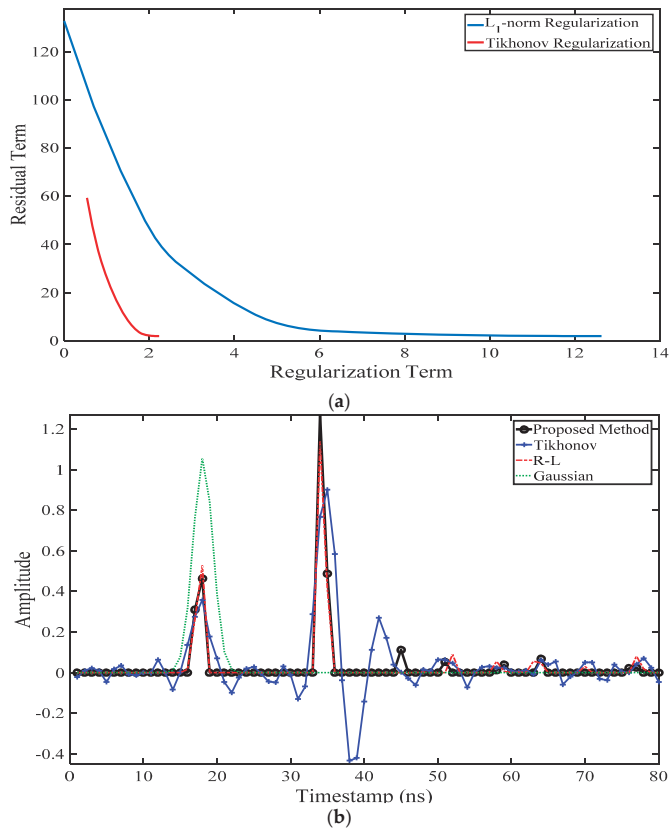 L1-norm Regularization
Tikhonov Regularization
120
100
80
60
40
20
0
Residual Term
0 2 4 6 8 10 12 14
Regularization Term
(a)
Proposed Method
Tikhonov
R-L
Gaussian
1.2
1
0.8
0.6
0.4
0.2
0
-0.2
-0.4
Amplitude
0 10 20 30 40 50 60 70 80
Timestamp (ns)
(b)